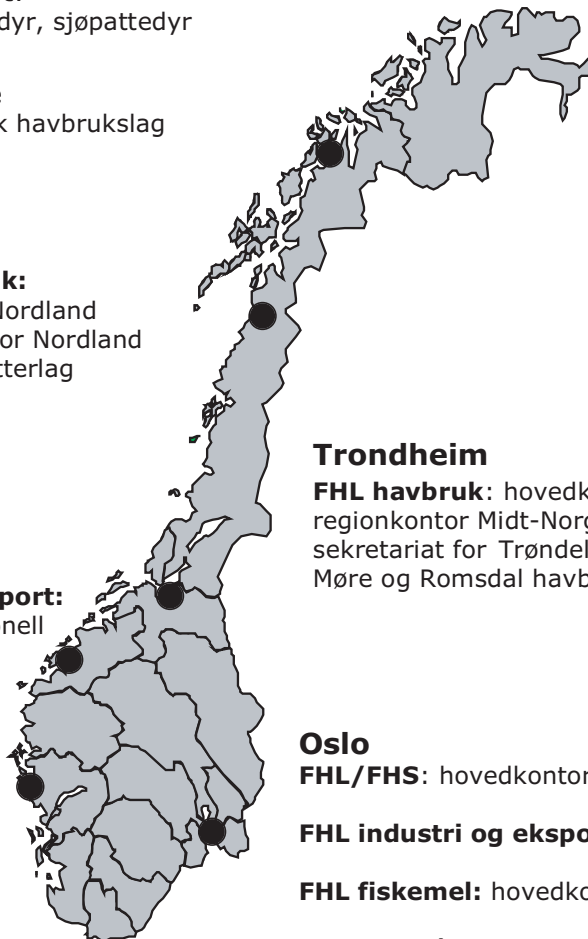 dyr, sjøpattedyr
k havbrukslag
k:
Nordland
or Nordland
tterlag
Trondheim
FHL havbruk: hovedk
regionkontor Midt-Norg
sekretariat for Trøndel
Møre og Romsdal havb
port:
nell
Oslo
FHL/FHS: hovedkontor
FHL industri og ekspo
FHL fiskemel: hovedko